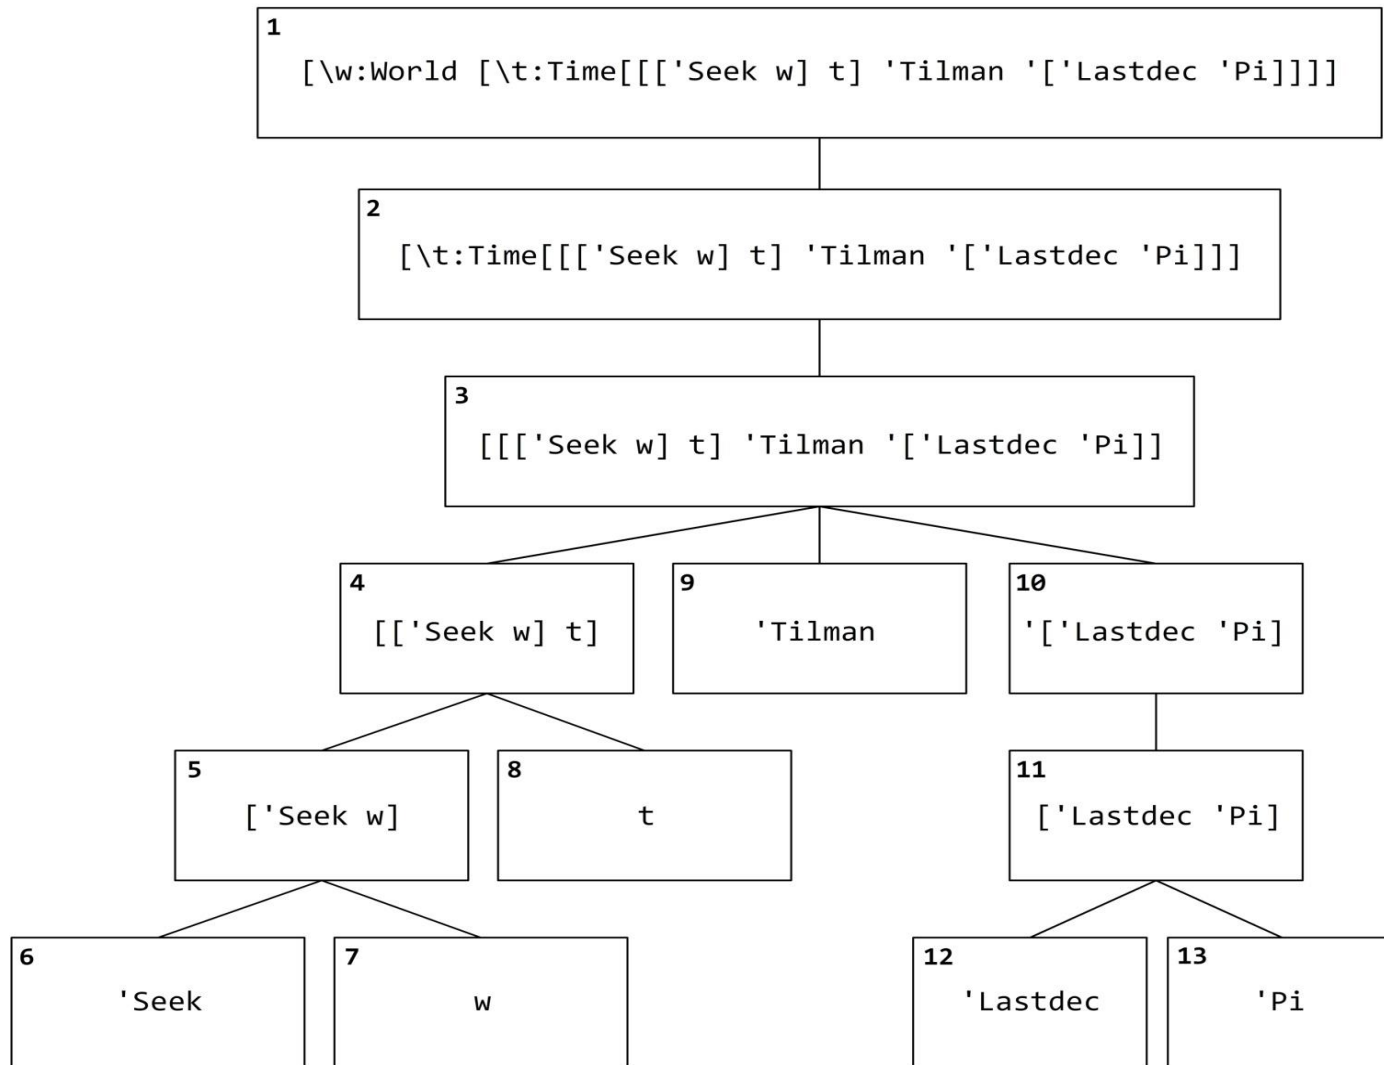 1
[\w:World [\t:Time[[['Seek w] t] 'Tilman '['Lastdec 'Pi]]]]
2
[\t:Time[[['Seek w] t] 'Tilman '['Lastdec 'Pi]]]
3
[[['Seek w] t] 'Tilman '['Lastdec 'Pi]]
4
[['Seek w] t]
9
'Tilman
10
'['Lastdec 'Pi]
5
['Seek w]
8
t
11
['Lastdec 'Pi]
6
'Seek
7
w
12
'Lastdec
13
'Pi